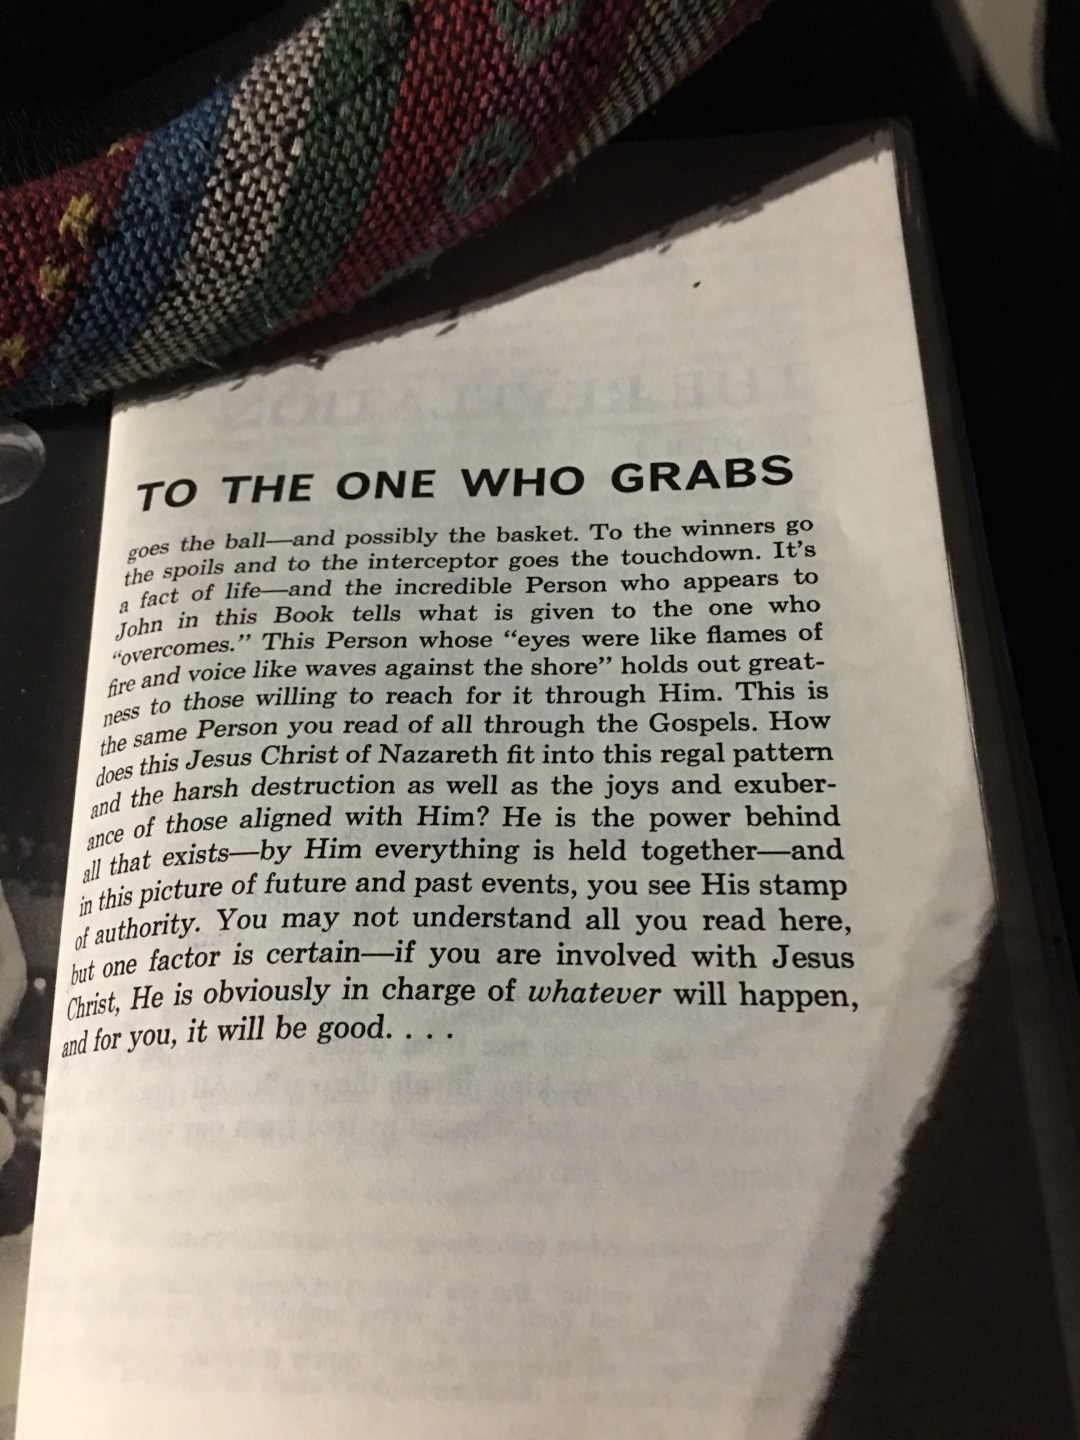 THE REVELATION
TO THE ONE WHO GRABS
goes the ball—and possibly the basket. To the winners go
the spoils and to the interceptor goes the touchdown. It's
a fact of life—and the incredible Person who appears to
John in this Book tells what is given to the one who
“overcomes.” This Person whose “eyes were like flames of
fire and voice like waves against the shore” holds out great-
ness to those willing to reach for it through Him. This is
the same Person you read of all through the Gospels. How
does this Jesus Christ of Nazareth fit into this regal pattern
and the harsh destruction as well as the joys and exuber-
ance of those aligned with Him? He is the power behind
all that exists—by Him everything is held together—and
in this picture of future and past events, you see His stamp
of authority. You may not understand all you read here,
but one factor is certain—if you are involved with Jesus
Christ, He is obviously in charge of whatever will happen,
and for you, it will be good. . . .